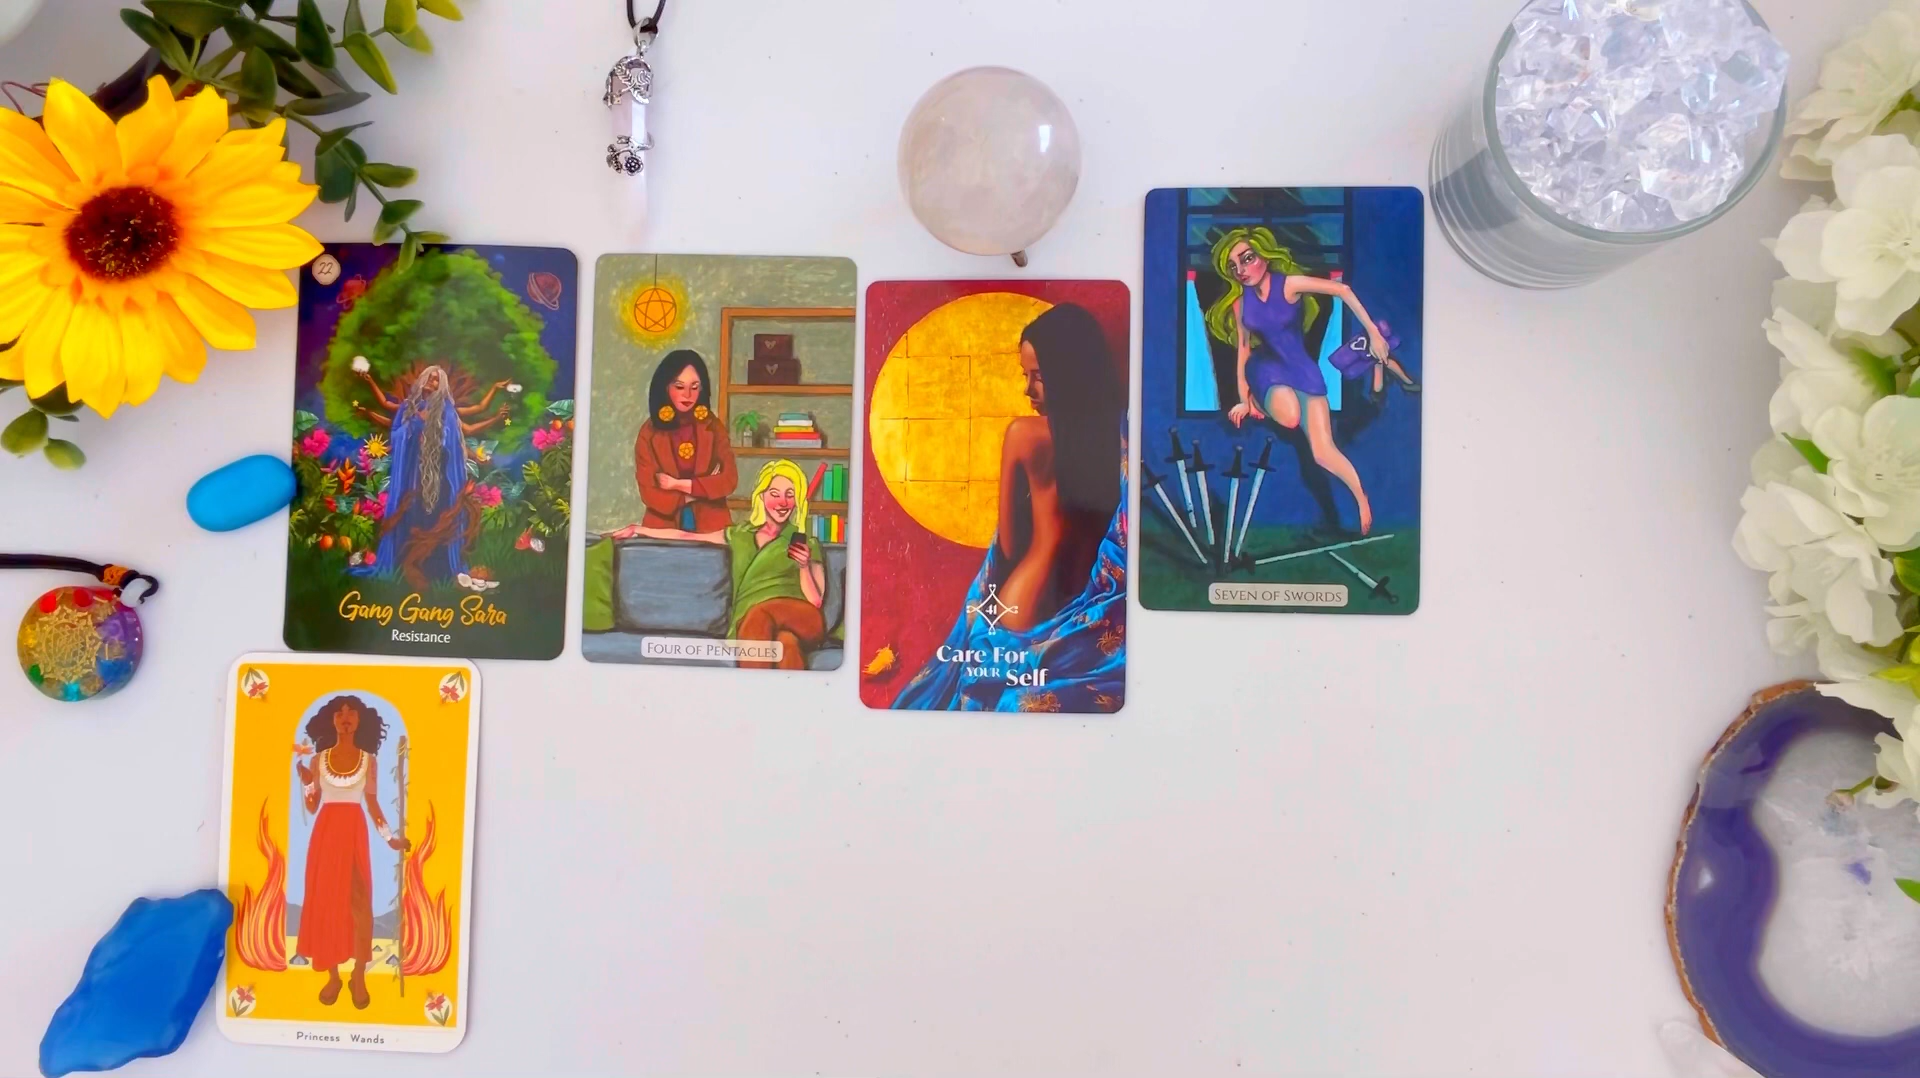 22
Gang Gang Sara
Resistance
FOUR OF PENTACLES
41
Care For
YOUR Self
SEVEN OF SWORDS
Princess Wands